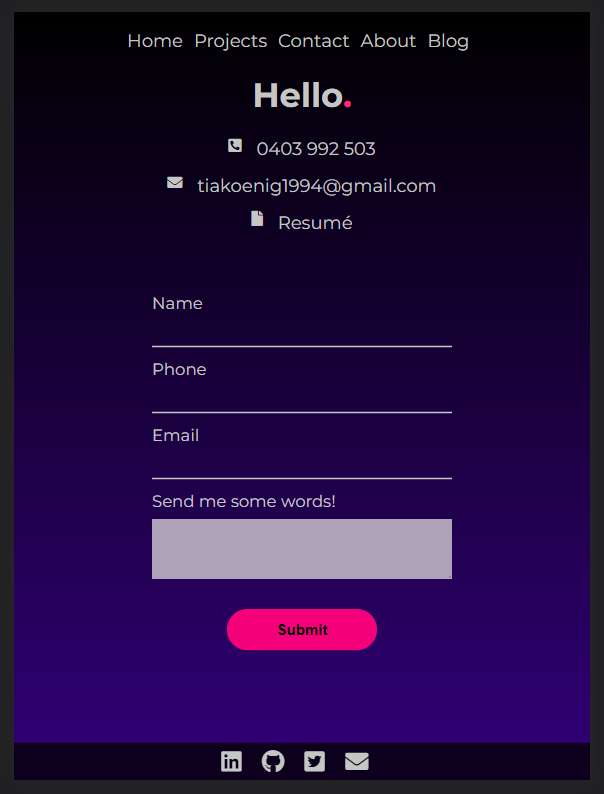 Home Projects Contact About Blog
Hello.
0403 992 503
tiakoenig1994@gmail.com
Resumé
Name
Phone
Email
Send me some words!
Submit